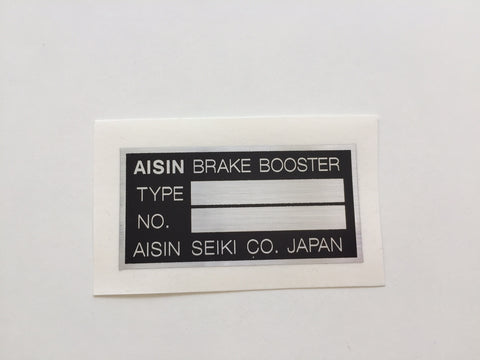 AISIN BRAKE BOOSTER
TYPE
NO.
AISIN SEIKI CO. JAPAN